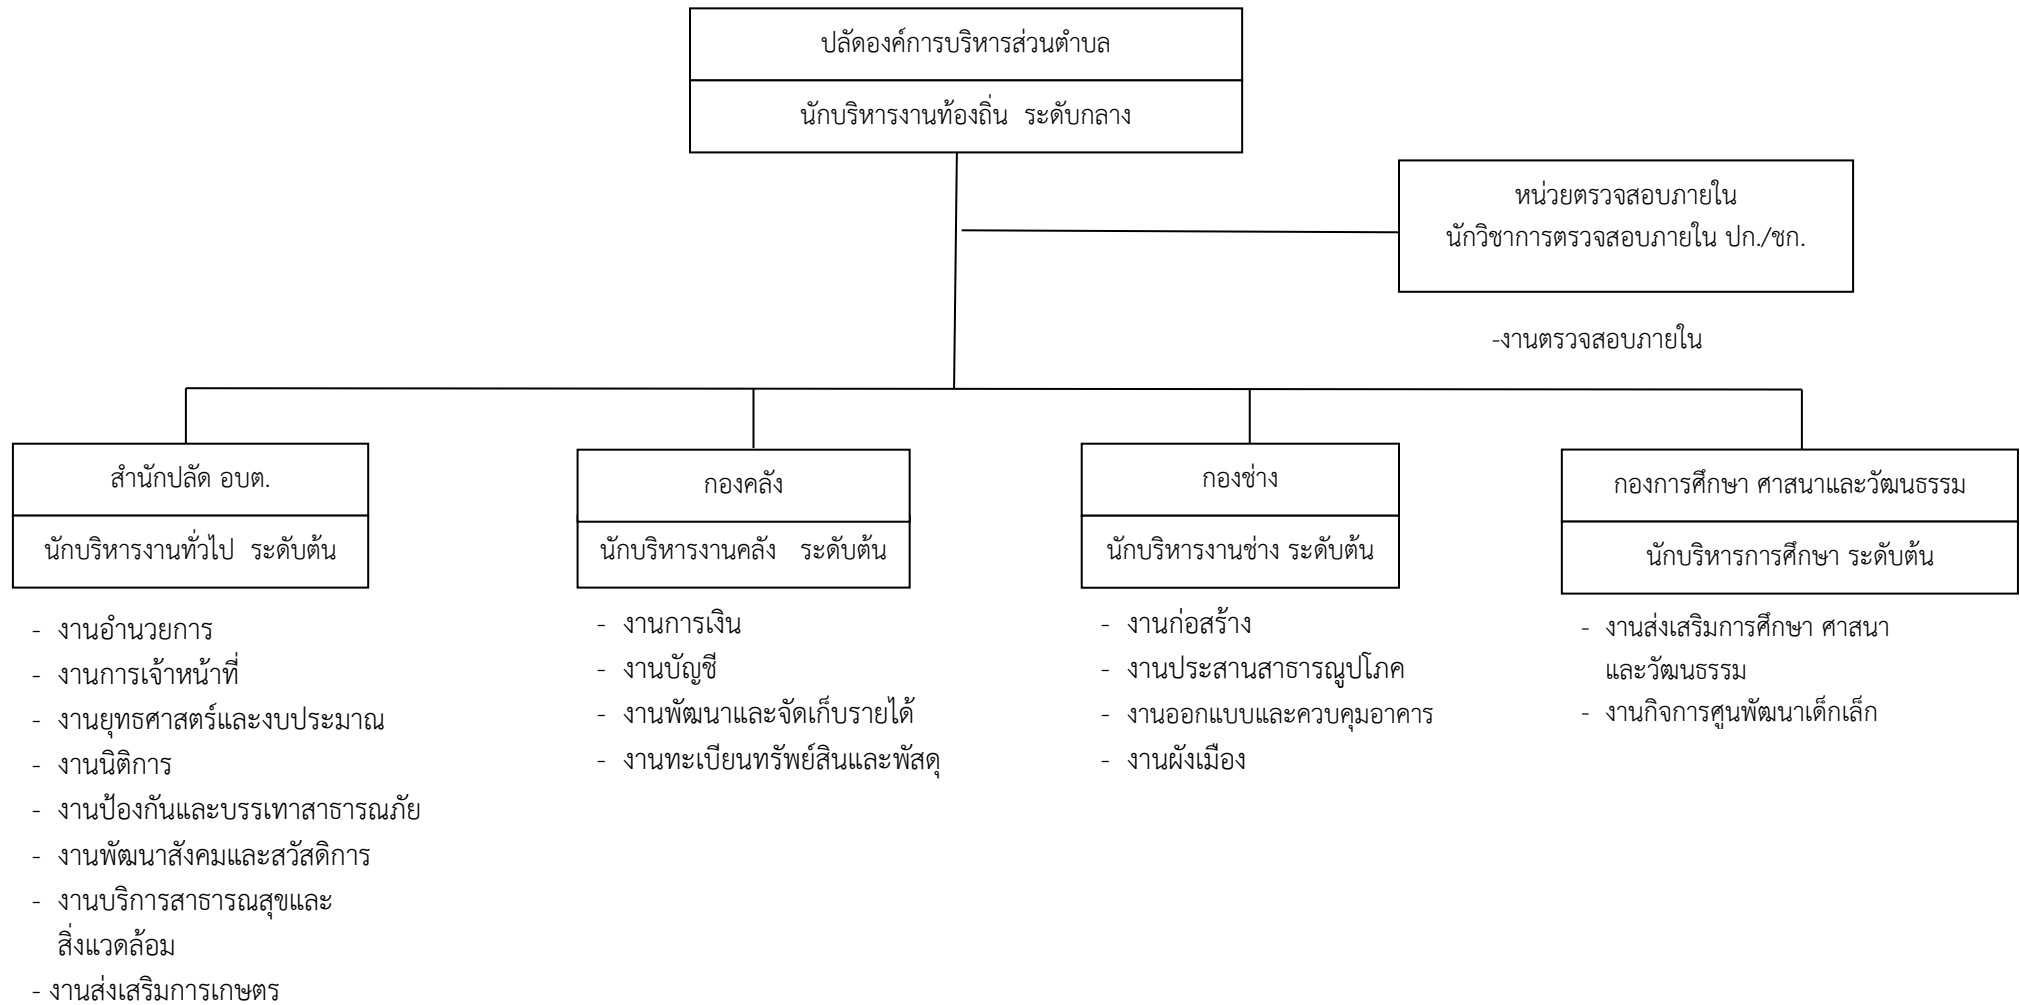 ปลัดองค์การบริหารส่วนตำบล
นักบริหารงานท้องถิ่น ระดับกลาง
หน่วยตรวจสอบภายใน
นักวิชาการตรวจสอบภายใน ปก./ชก.
-งานตรวจสอบภายใน
สำนักปลัด อบต.
นักบริหารงานทั่วไป ระดับต้น
- งานอำนวยการ
- งานการเจ้าหน้าที่
- งานยุทธศาสตร์และงบประมาณ
- งานนิติการ
- งานป้องกันและบรรเทาสาธารณภัย
- งานพัฒนาสังคมและสวัสดิการ
- งานบริการสาธารณสุขและ
สิ่งแวดล้อม
- งานส่งเสริมการเกษตร
กองคลัง
นักบริหารงานคลัง ระดับต้น
- งานการเงิน
- งานบัญชี
- งานพัฒนาและจัดเก็บรายได้
- งานทะเบียนทรัพย์สินและพัสดุ
กองช่าง
นักบริหารงานช่าง ระดับต้น
- งานก่อสร้าง
- งานประสานสาธารณูปโภค
- งานออกแบบและควบคุมอาคาร
- งานผังเมือง
กองการศึกษา ศาสนาและวัฒนธรรม
นักบริหารการศึกษา ระดับต้น
- งานส่งเสริมการศึกษา ศาสนา
และวัฒนธรรม
- งานกิจการศูนพัฒนาเด็กเล็ก